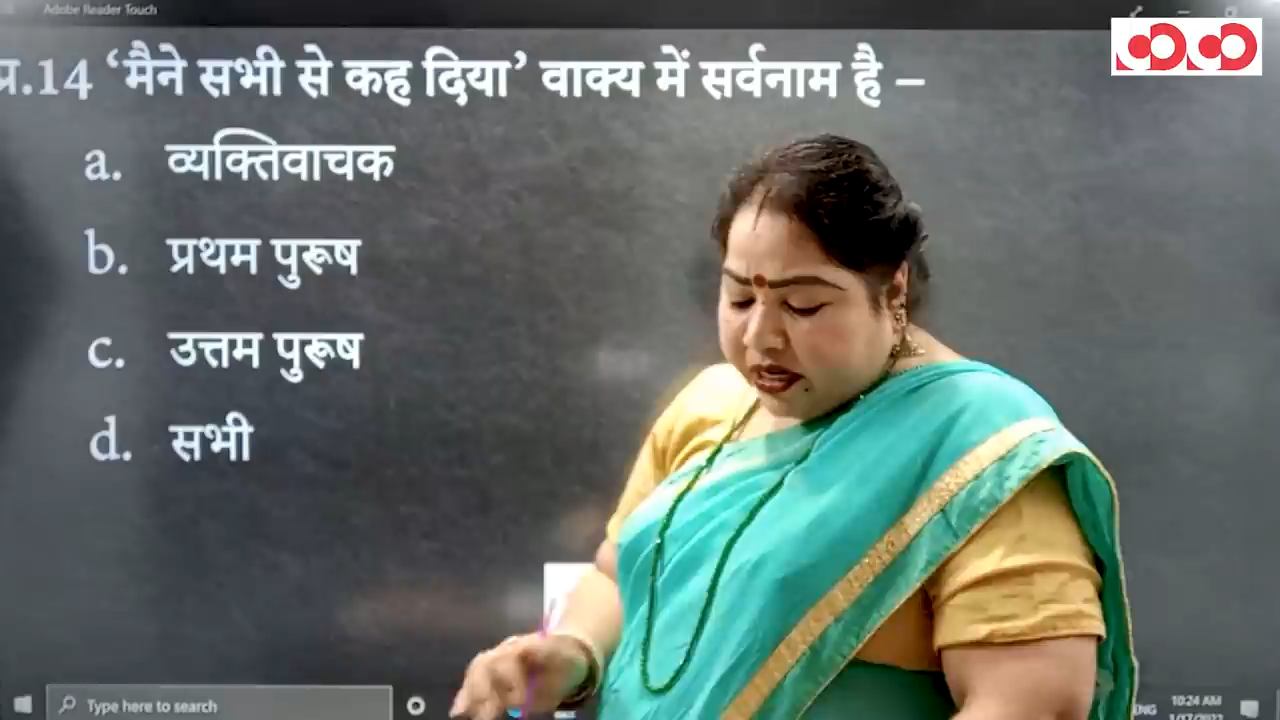 Adobe Reader Touch
प्र.14 ‘मैने सभी से कह दिया’ वाक्य में सर्वनाम है –
a. व्यक्तिवाचक
b. प्रथम पुरूष
c. उत्तम पुरूष
d. सभी
Type here to search
ENG 10:24 AM